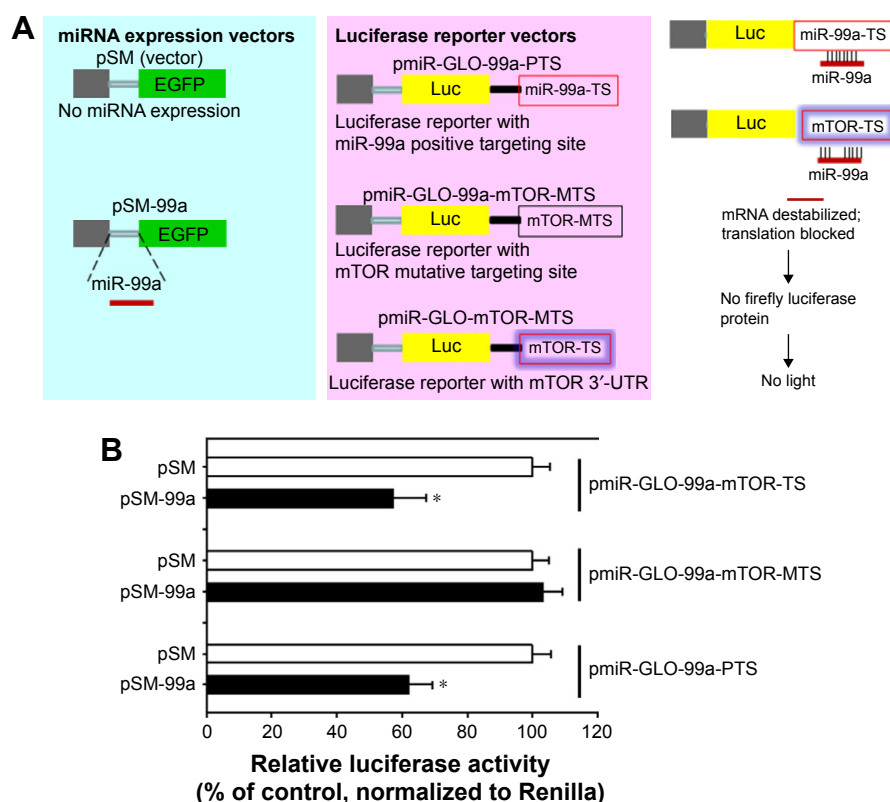 A
miRNA expression vectors
pSM (vector)
EGFP
No miRNA expression
pSM-99a
EGFP
miR-99a
Luciferase reporter vectors
pmiR-GLO-99a-PTS
Luc
miR-99a-TS
Luciferase reporter with
miR-99a positive targeting site
pmiR-GLO-99a-mTOR-MTS
Luc
mTOR-MTS
Luciferase reporter with
mTOR mutative targeting site
pmiR-GLO-mTOR-MTS
Luc
mTOR-TS
Luciferase reporter with mTOR 3′-UTR
Luc
miR-99a-TS
miR-99a
Luc
mTOR-TS
miR-99a
mRNA destabilized;
translation blocked
No firefly luciferase
protein
No light
B
pSM
pSM-99a
*
pmiR-GLO-99a-mTOR-TS
pSM
pSM-99a
pmiR-GLO-99a-mTOR-MTS
pSM
pSM-99a
*
pmiR-GLO-99a-PTS
0 20 40 60 80 100 120
Relative luciferase activity
(% of control, normalized to Renilla)